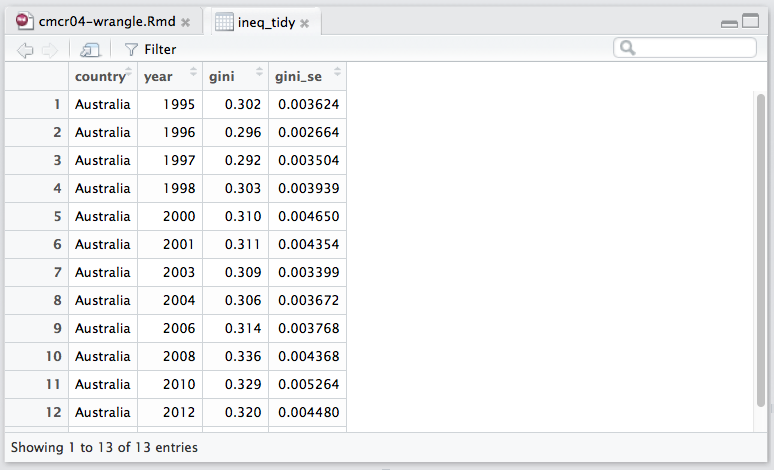 cmcr04-wrangle.Rmd ineq_tidy
Filter
country year gini gini_se
1 Australia 1995 0.302 0.003624
2 Australia 1996 0.296 0.002664
3 Australia 1997 0.292 0.003504
4 Australia 1998 0.303 0.003939
5 Australia 2000 0.310 0.004650
6 Australia 2001 0.311 0.004354
7 Australia 2003 0.309 0.003399
8 Australia 2004 0.306 0.003672
9 Australia 2006 0.314 0.003768
10 Australia 2008 0.336 0.004368
11 Australia 2010 0.329 0.005264
12 Australia 2012 0.320 0.004480
Showing 1 to 13 of 13 entries